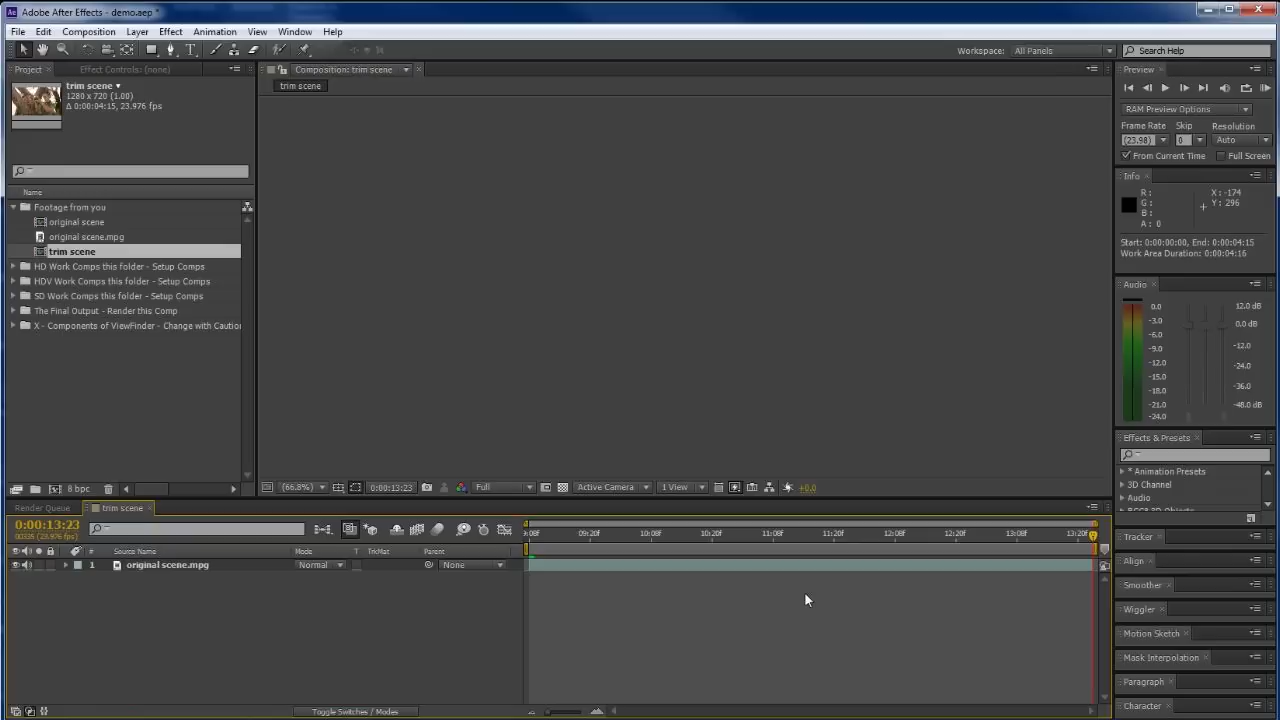 Adobe After Effects - demo.aep *
File Edit Composition Layer Effect Animation View Window Help
Workspace: All Panels Search Help
Project Effect Controls: (none) Composition: trim scene Preview
trim scene
1280 x 720 (1.00)
Δ 0:00:04:15, 23.976 fps
trim scene
RAM Preview Options
Frame Rate Skip Resolution
(23.98) 0 Auto
From Current Time Full Screen
Name
Footage from you
original scene
original scene.mpg
trim scene
HD Work Comps this folder - Setup Comps
HDV Work Comps this folder - Setup Comps
SD Work Comps this folder - Setup Comps
The Final Output - Render this Comp
X - Components of ViewFinder - Change with Cautio
Info
R : X : -174
G : Y : 296
B :
A : 0
Start: 0:00:00:00, End: 0:00:04:15
Work Area Duration: 0:00:04:16
Audio
0.0 12.0 dB
-3.0 0.0 dB
-6.0
-9.0 -12.0
-12.0
-15.0 -24.0
-18.0 -36.0
-21.0 -48.0 dB
-24.0
Effects & Presets
* Animation Presets
3D Channel
Audio
8 bpc (66.8%) 0:00:13:23 Full Active Camera 1 View +0.0
Render Queue trim scene
0:00:13:23
00335 (23.976 fps)
9:08F 09:20F 10:08F 10:20F 11:08F 11:20F 12:08F 12:20F 13:08F 13:20F
# Source Name Mode T TrkMat Parent
1 original scene.mpg Normal None
Tracker
Align
Smoother
Wiggler
Motion Sketch
Mask Interpolation
Paragraph
Character
Toggle Switches / Modes